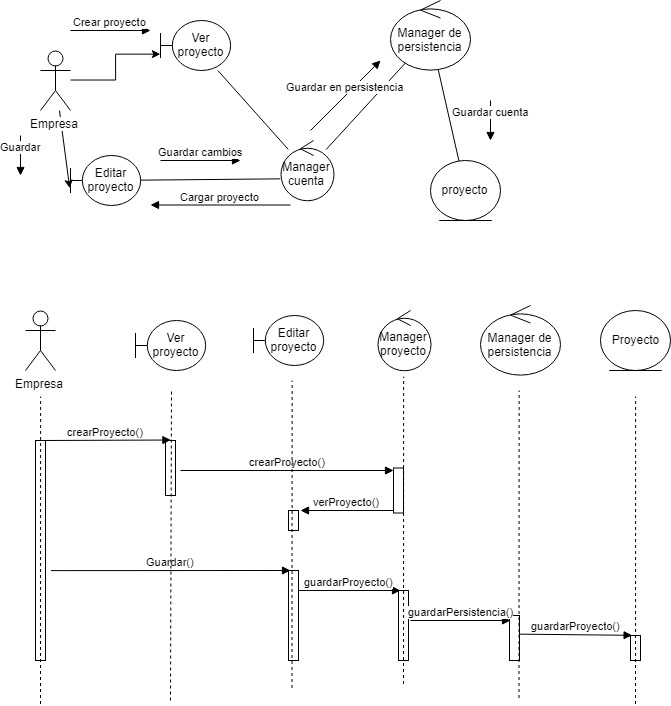 Crear proyecto
Ver
proyecto
Manager de
persistencia
Guardar en persistencia
Empresa
Guardar cuenta
Guardar
Guardar cambios
Editar
proyecto
Manager
cuenta
proyecto
Cargar proyecto
Ver
proyecto
Editar
proyecto
Manager
proyecto
Manager de
persistencia
Proyecto
Empresa
crearProyecto()
crearProyecto()
verProyecto()
Guardar()
guardarProyecto()
guardarPersistencia()
guardarProyecto()